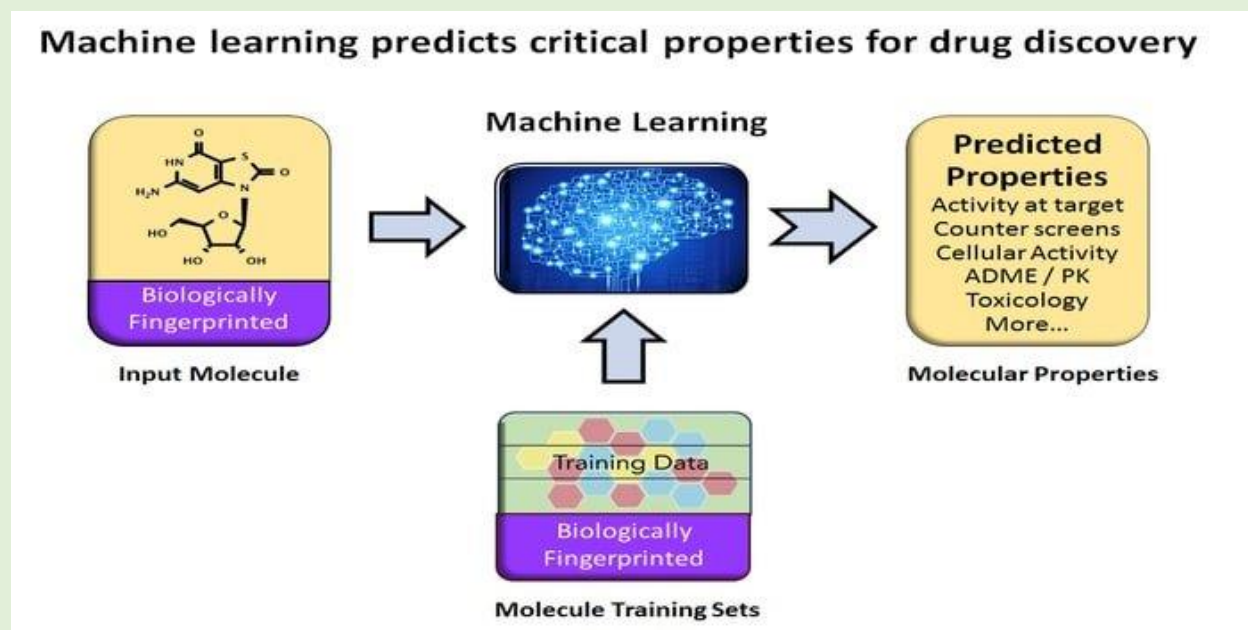 Machine learning predicts critical properties for drug discovery
Machine Learning
O
HN
S
O
H₂N
N
HO
O
HO
OH
Biologically
Fingerprinted
Input Molecule
Predicted
Properties
Activity at target
Counter screens
Cellular Activity
ADME / PK
Toxicology
More...
Molecular Properties
Training Data
Biologically
Fingerprinted
Molecule Training Sets